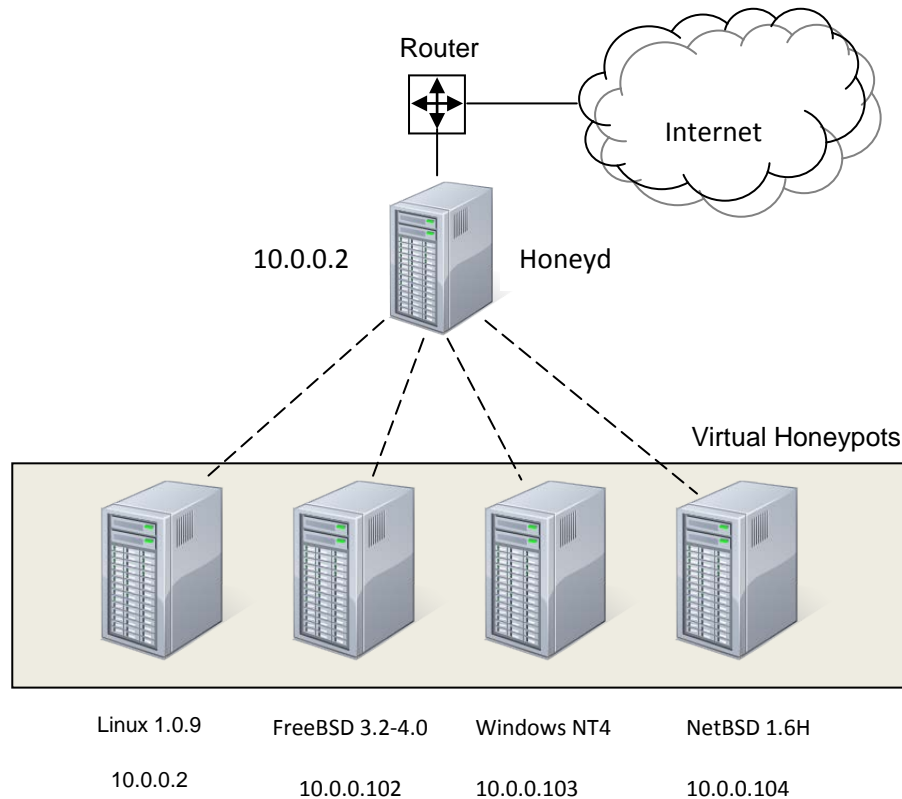 Router
Internet
10.0.0.2
Honeyd
Virtual Honeypots
Linux 1.0.9
FreeBSD 3.2-4.0
Windows NT4
NetBSD 1.6H
10.0.0.2
10.0.0.102
10.0.0.103
10.0.0.104